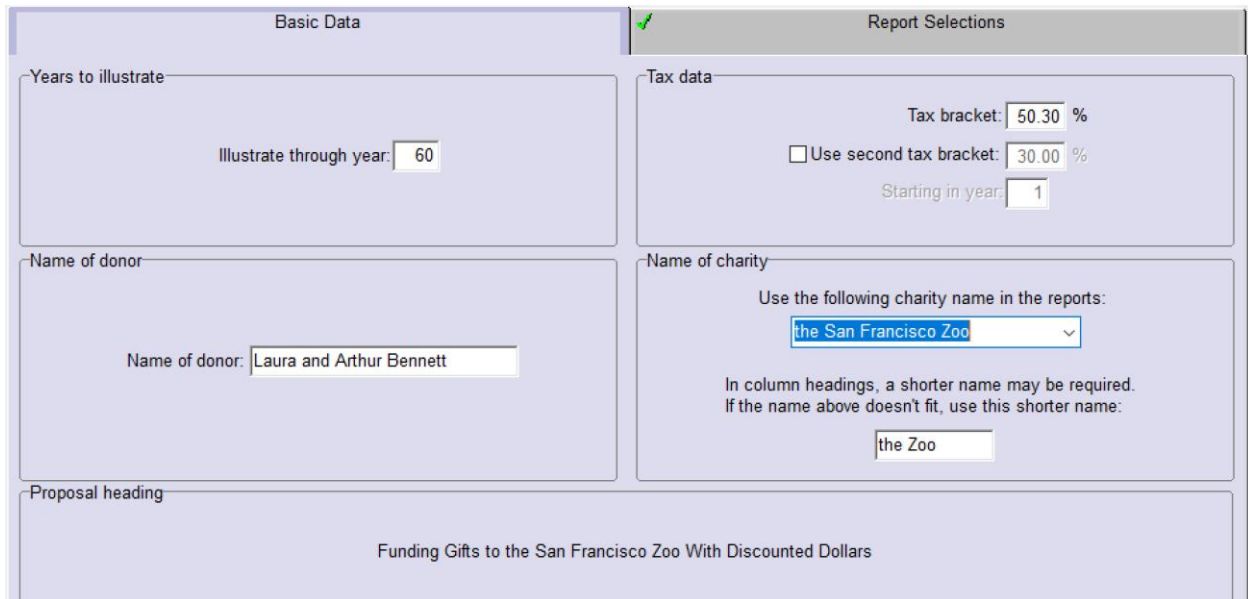 Basic Data
Report Selections
Years to illustrate
Illustrate through year: 60
Tax data
Tax bracket: 50.30 %
Use second tax bracket: 30.00 %
Starting in year: 1
Name of donor
Name of donor: Laura and Arthur Bennett
Name of charity
Use the following charity name in the reports:
the San Francisco Zoo
In column headings, a shorter name may be required.
If the name above doesn't fit, use this shorter name:
the Zoo
Proposal heading
Funding Gifts to the San Francisco Zoo With Discounted Dollars